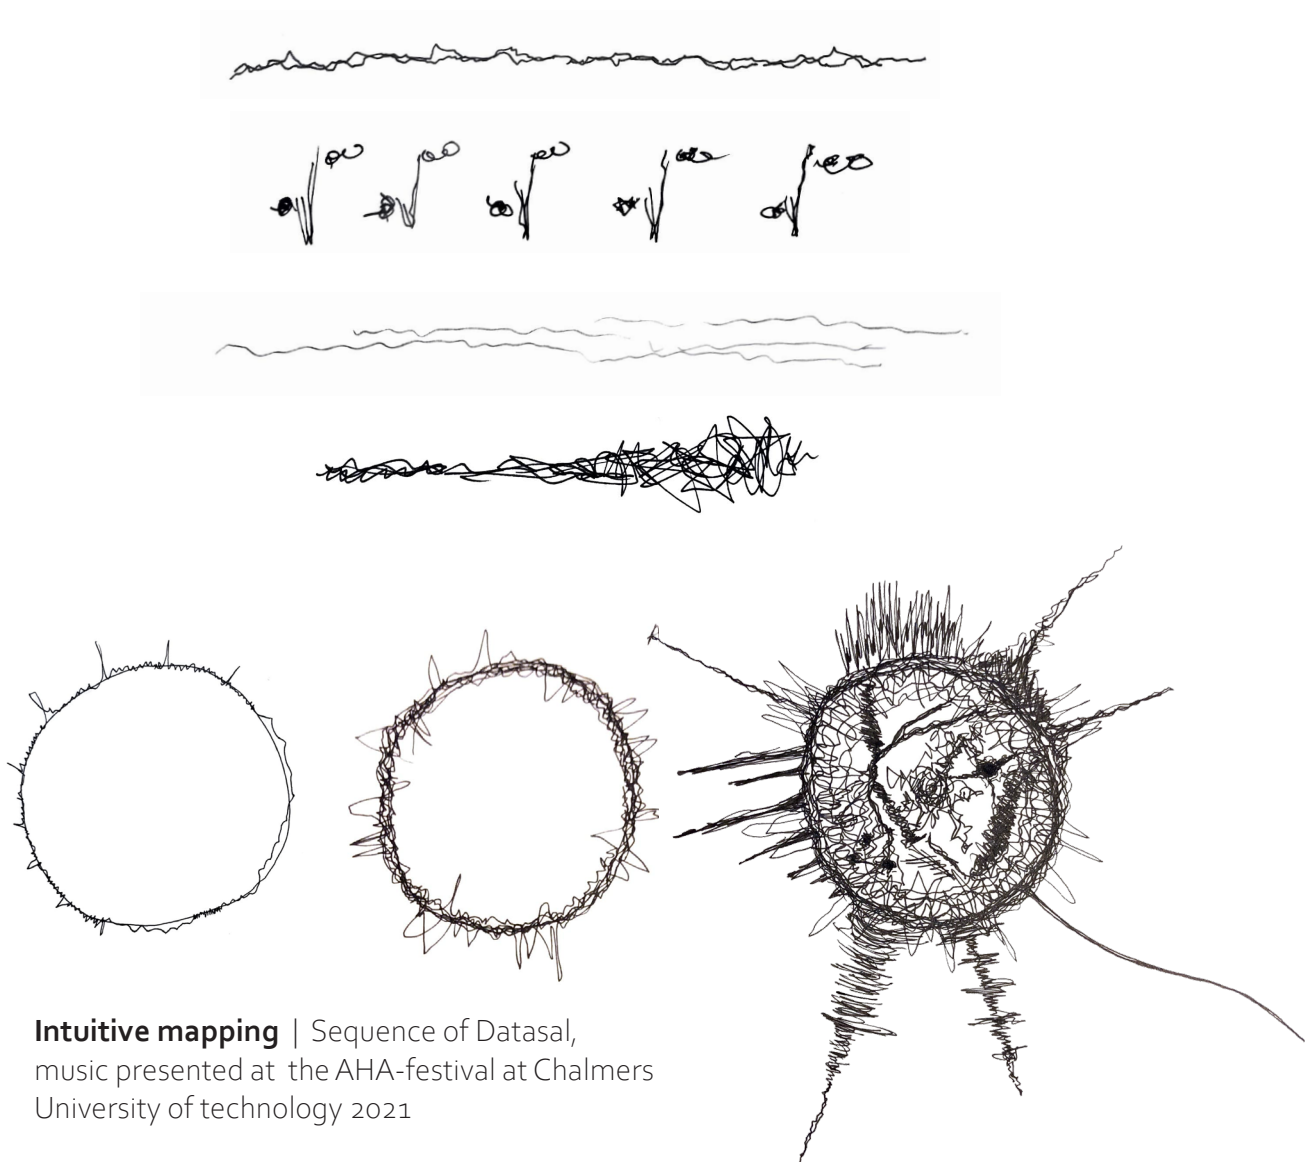 Intuitive mapping | Sequence of Datasal,
music presented at the AHA-festival at Chalmers
University of technology 2021